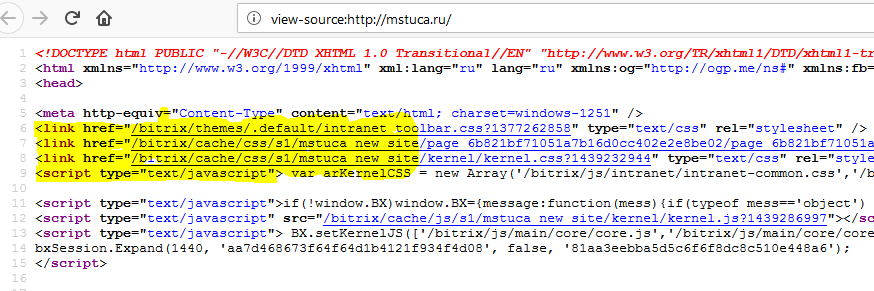 view-source:http://mstuca.ru/
1 <!DOCTYPE html PUBLIC "-//W3C//DTD XHTML 1.0 Transitional//EN" "http://www.w3.org/TR/xhtml1/DTD/xhtml1-tr
2 <html xmlns="http://www.w3.org/1999/xhtml" xml:lang="ru" lang="ru" xmlns:og="http://ogp.me/ns#" xmlns:fb=
3 <head>
4
5 <meta http-equiv="Content-Type" content="text/html; charset=windows-1251" />
6 <link href="/bitrix/themes/.default/intranet_toolbar.css?1377262858" type="text/css" rel="stylesheet" />
7 <link href="/bitrix/cache/css/s1/mstuca_new_site/page_6b821bf71051a7b16d0cc402e2e8be02/page_6b821bf71051
8 <link href="/bitrix/cache/css/s1/mstuca_new_site/kernel/kernel.css?1439232944" type="text/css" rel="style
9 <script type="text/javascript"> var arKernelCSS = new Array('/bitrix/js/intranet/intranet-common.css','/b
10
11 <script type="text/javascript">if(!window.BX)window.BX={message:function(mess){if(typeof mess=='object')
12 <script type="text/javascript" src="/bitrix/cache/js/s1/mstuca_new_site/kernel/kernel.js?1439286997"></sc
13 <script type="text/javascript"> BX.setKernelJS(['/bitrix/js/main/core/core.js','/bitrix/js/main/core/core
14 bxSession.Expand(1440, 'aa7d468673f64f64d1b4121f934f4d08', false, '81aa3eebba5d5c6f6f8dc8c510e448a6');
15 </script>
16